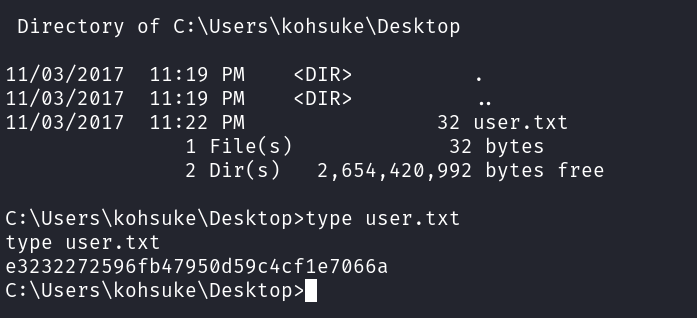 Directory of C:\Users\kohsuke\Desktop
11/03/2017  11:19 PM    <DIR>          .
11/03/2017  11:19 PM    <DIR>          ..
11/03/2017  11:22 PM                32 user.txt
1 File(s)             32 bytes
2 Dir(s)   2,654,420,992 bytes free
C:\Users\kohsuke\Desktop>type user.txt
type user.txt
e3232272596fb47950d59c4cf1e7066a
C:\Users\kohsuke\Desktop>